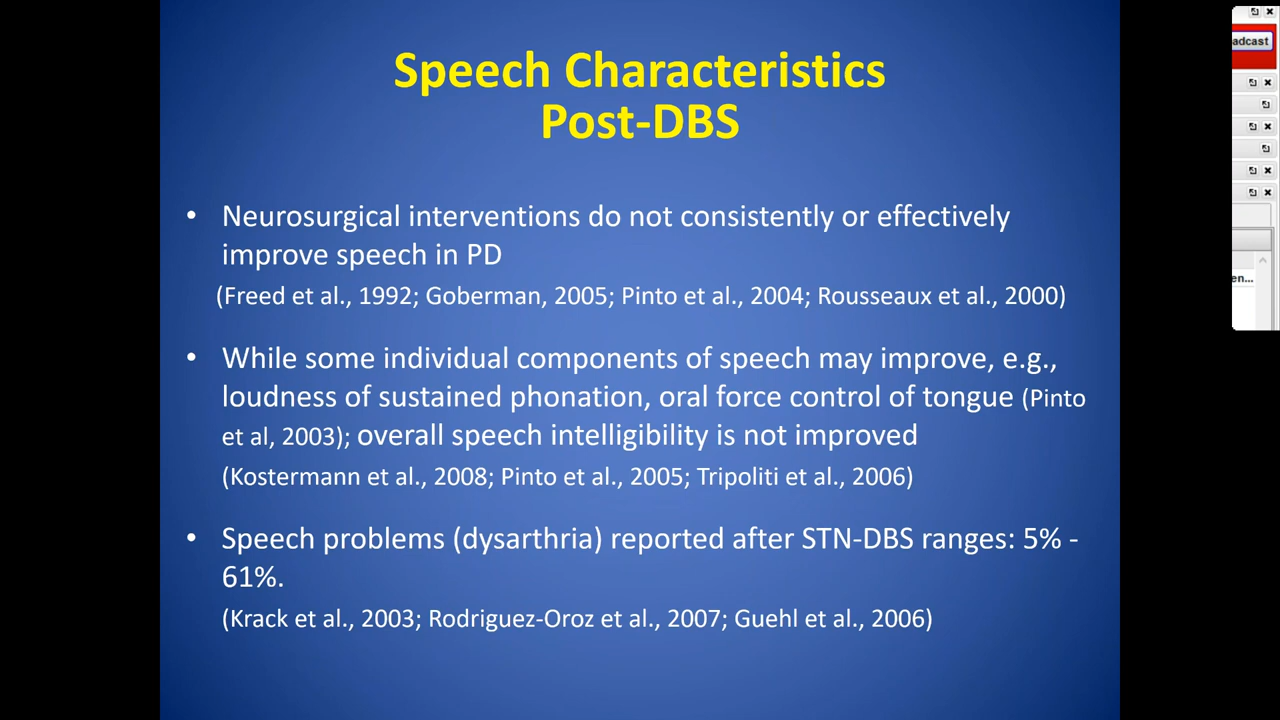 Speech Characteristics
Post-DBS
• Neurosurgical interventions do not consistently or effectively
improve speech in PD
(Freed et al., 1992; Goberman, 2005; Pinto et al., 2004; Rousseaux et al., 2000)
• While some individual components of speech may improve, e.g.,
loudness of sustained phonation, oral force control of tongue (Pinto
et al, 2003); overall speech intelligibility is not improved
(Kostermann et al., 2008; Pinto et al., 2005; Tripoliti et al., 2006)
• Speech problems (dysarthria) reported after STN-DBS ranges: 5% -
61%.
(Krack et al., 2003; Rodriguez-Oroz et al., 2007; Guehl et al., 2006)
adcast
en...